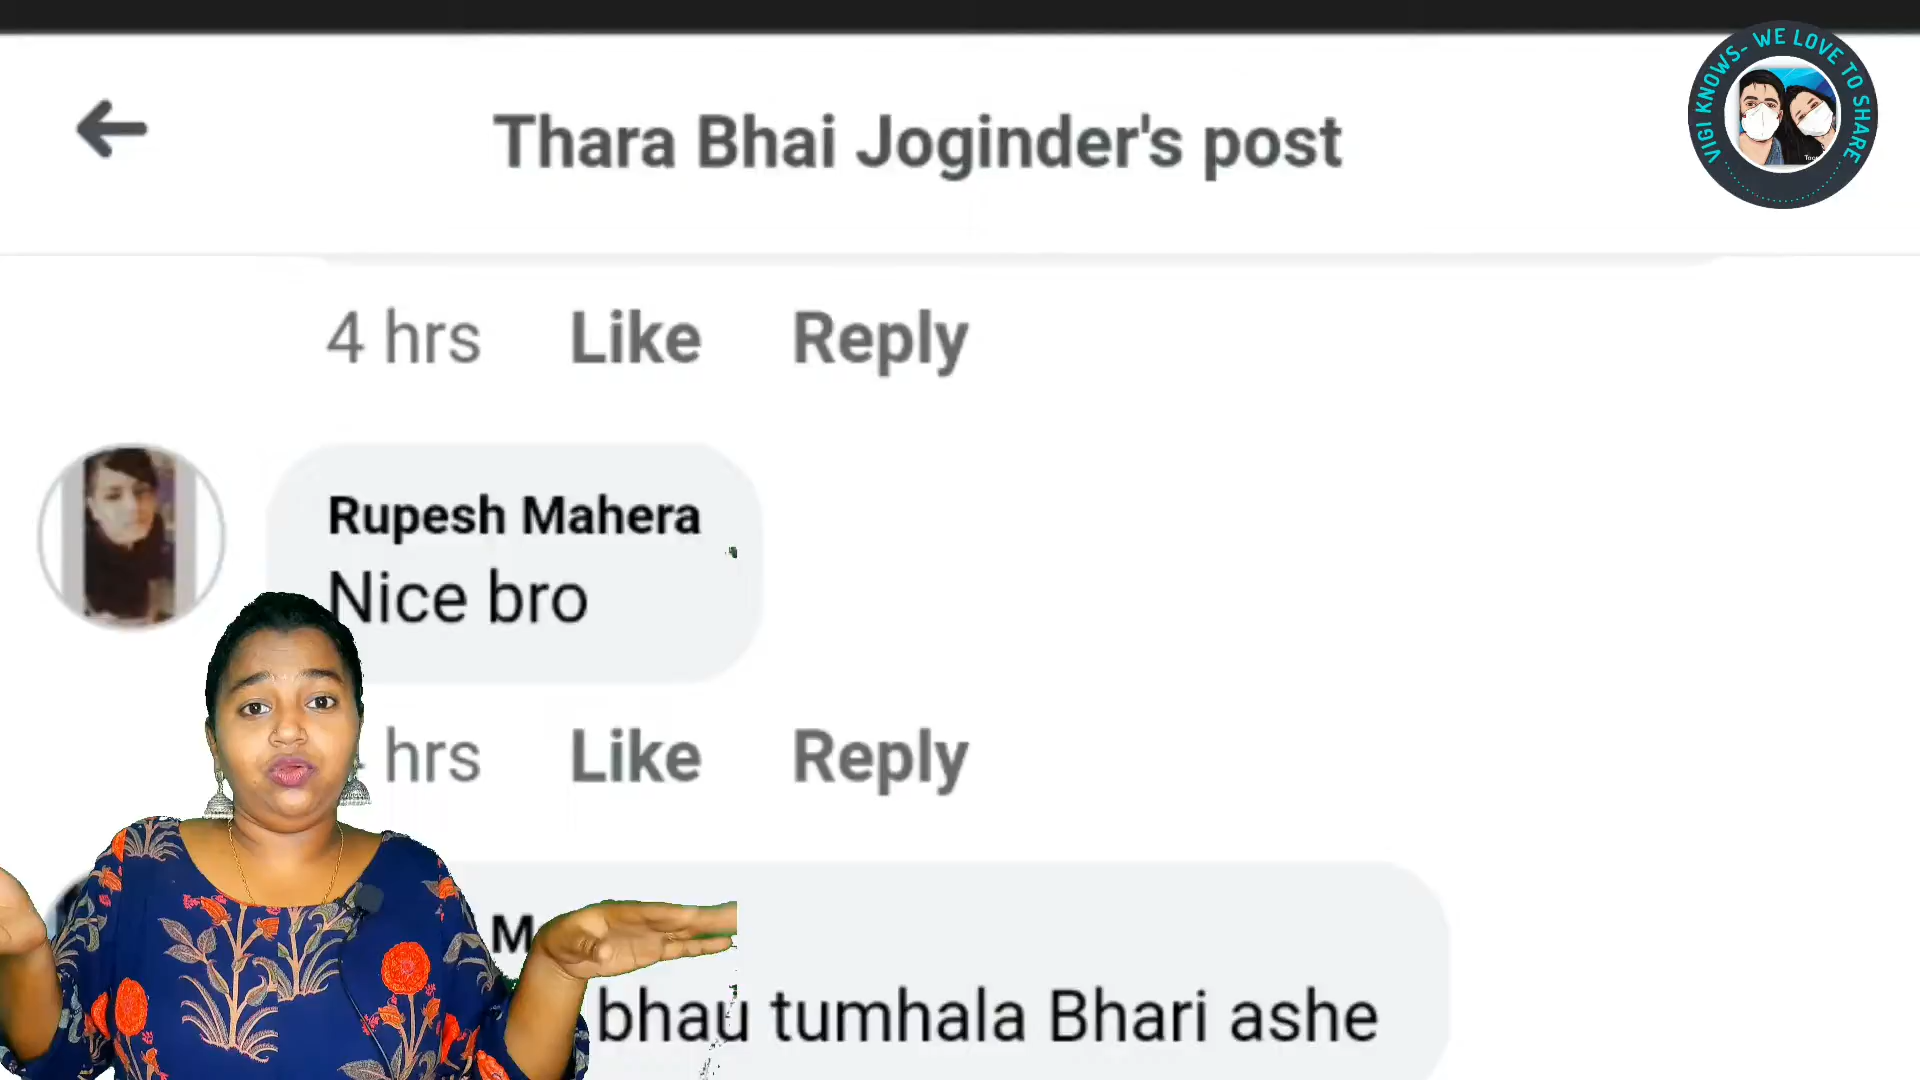 VIGI KNOWS- WE LOVE TO SHARE
Thara Bhai Joginder's post
4 hrs Like Reply
Rupesh Mahera
Nice bro
hrs Like Reply
M
bhau tumhala Bhari ashe